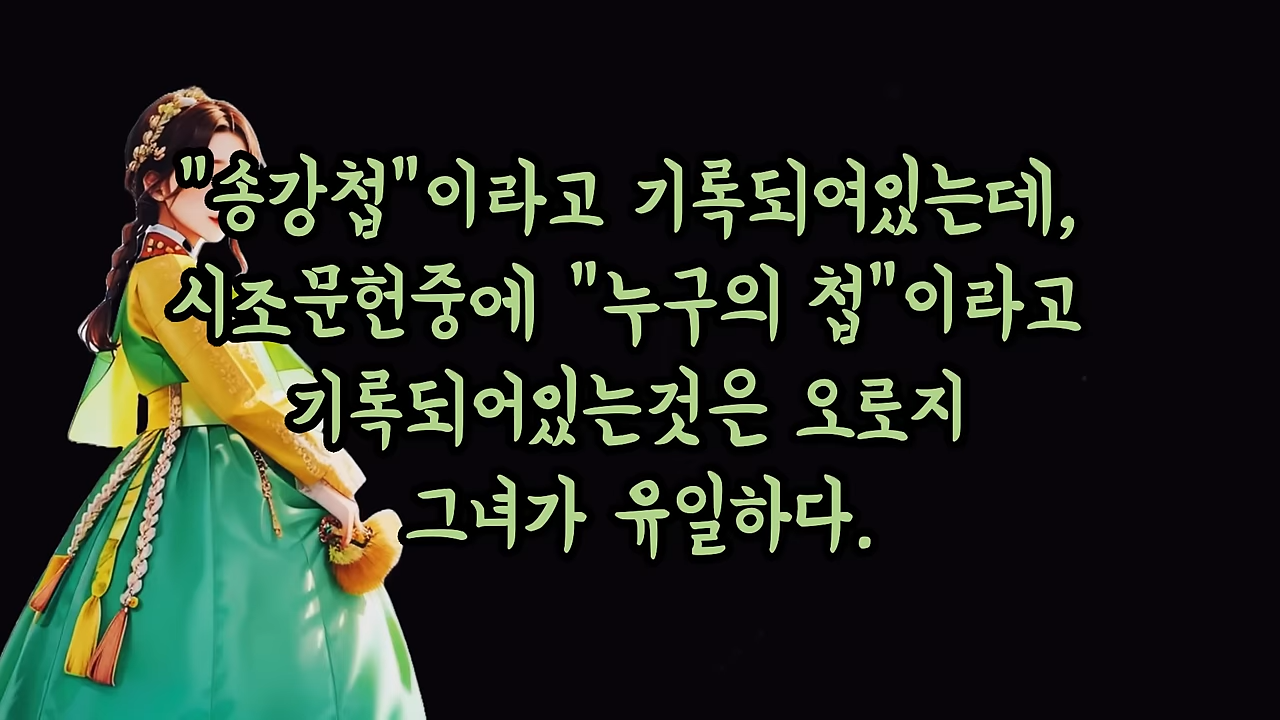 "송강첩"이라고 기록되여있는데,
시조문헌중에 "누구의 첩"이라고
기록되어있는것은 오로지
그녀가 유일하다.